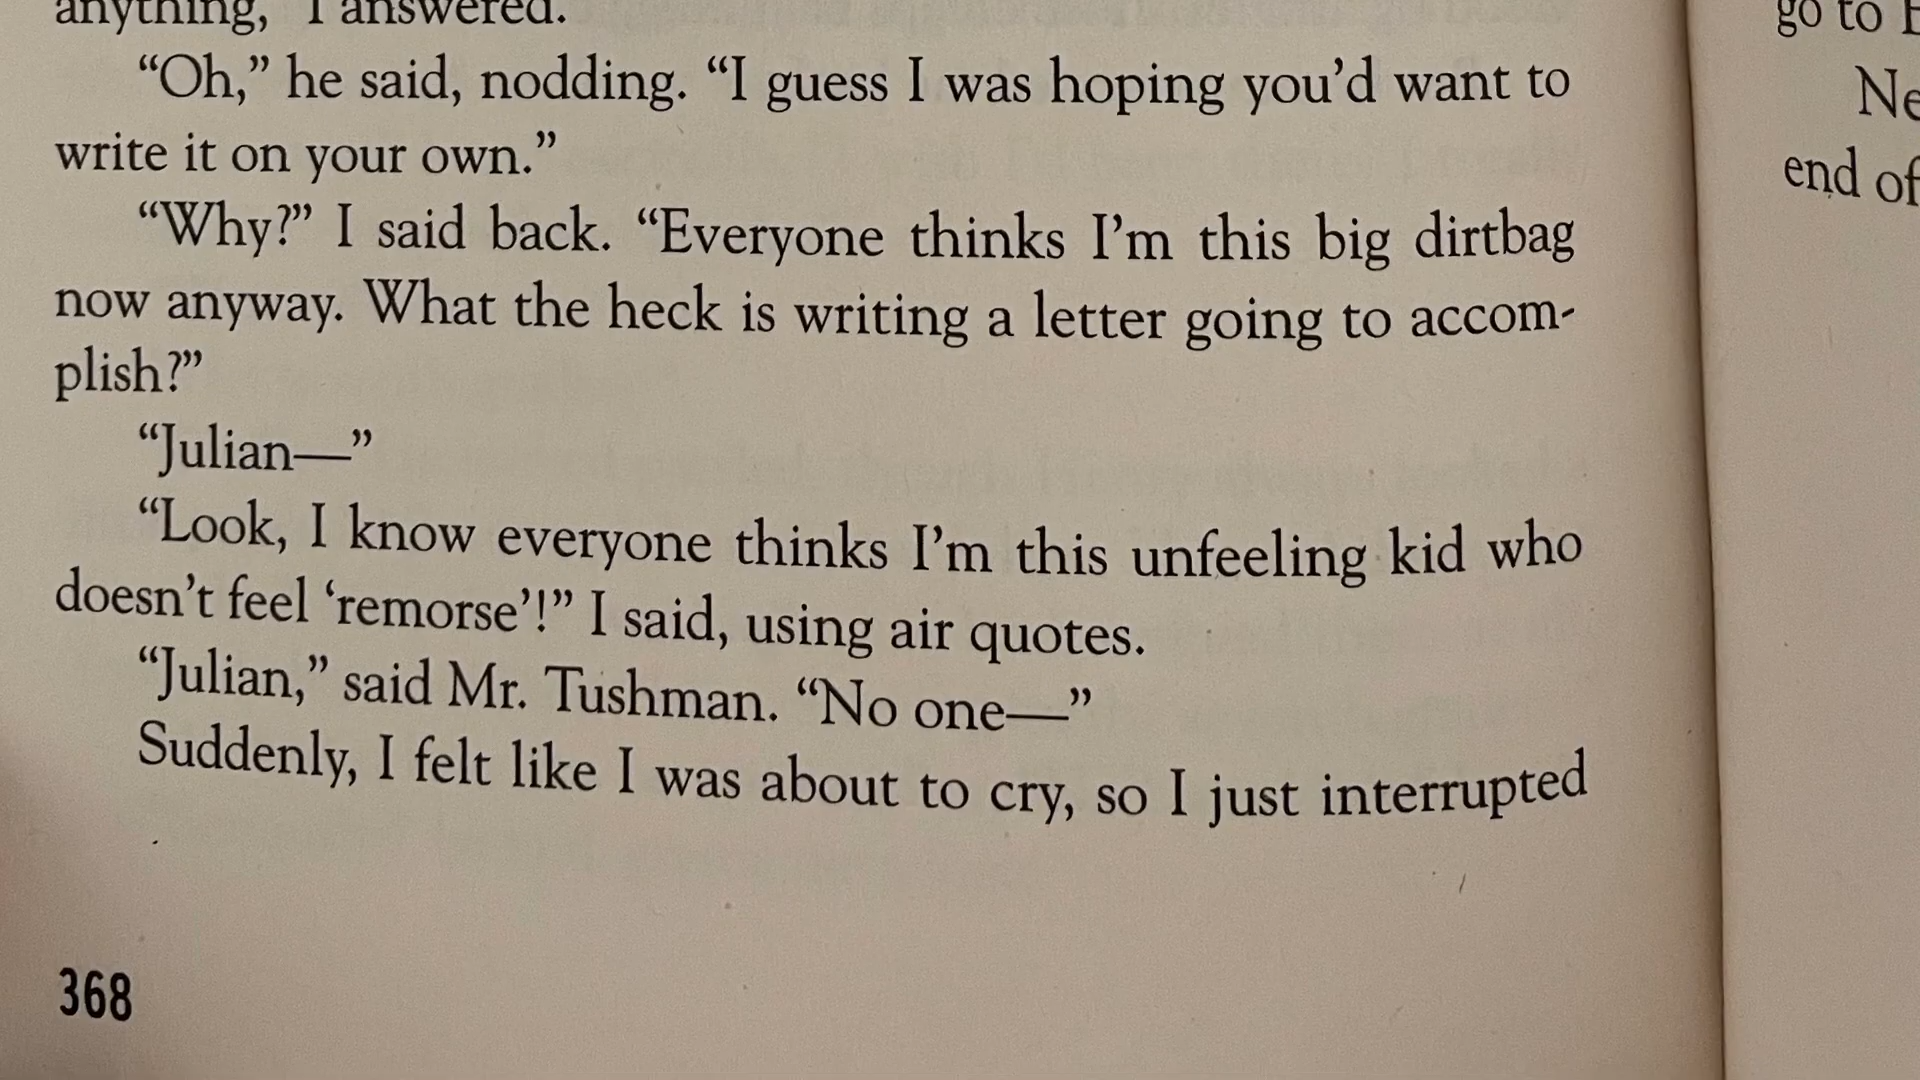 anything," I answered.
“Oh,” he said, nodding. “I guess I was hoping you’d want to
write it on your own.”
“Why?” I said back. “Everyone thinks I’m this big dirtbag
now anyway. What the heck is writing a letter going to accom-
plish?”
“Julian—”
“Look, I know everyone thinks I’m this unfeeling kid who
doesn’t feel ‘remorse’!” I said, using air quotes.
“Julian,” said Mr. Tushman. “No one—”
Suddenly, I felt like I was about to cry, so I just interrupted
368
go to
end of